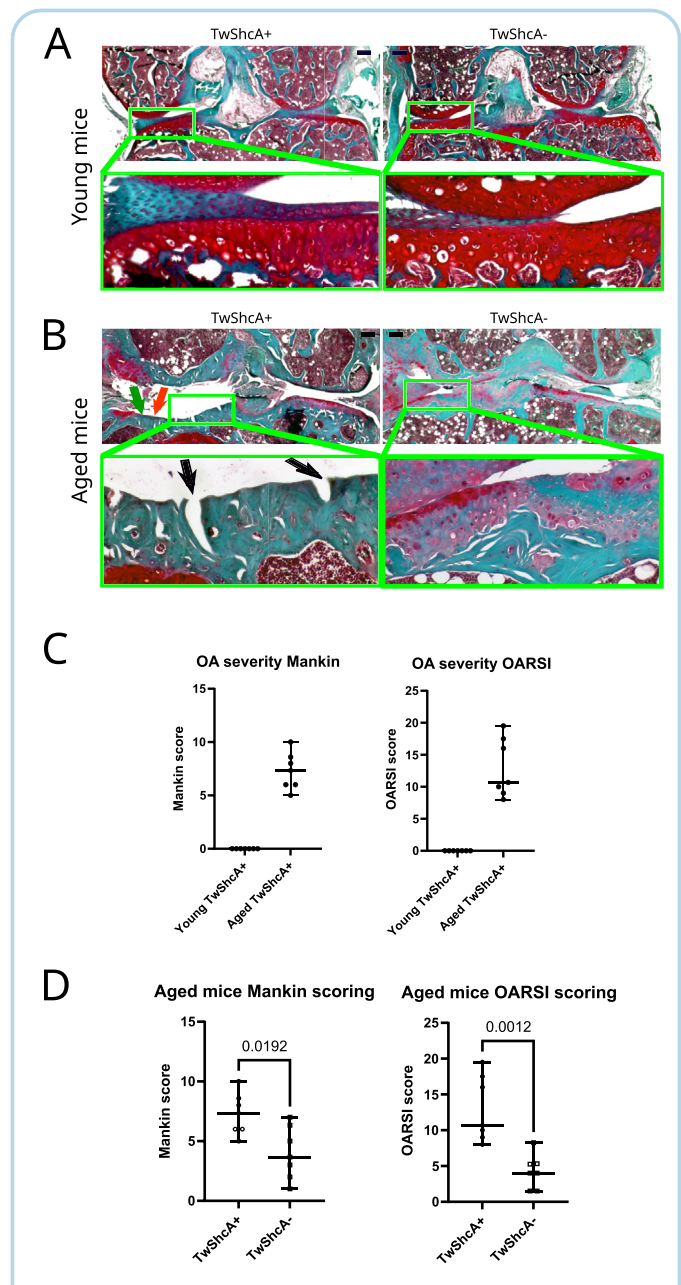 A
TwShcA+
TwShcA-
Young mice
B
TwShcA+
TwShcA-
Aged mice
C
OA severity Mankin
OA severity OARSI
15
10
5
0
Mankin score
Young TwShcA+
Aged TwShcA+
25
20
15
10
5
0
OARSI score
Young TwShcA+
Aged TwShcA+
D
Aged mice Mankin scoring
Aged mice OARSI scoring
15
10
5
0
Mankin score
0.0192
TwShcA+
TwShcA-
25
20
15
10
5
0
OARSI score
0.0012
TwShcA+
TwShcA-